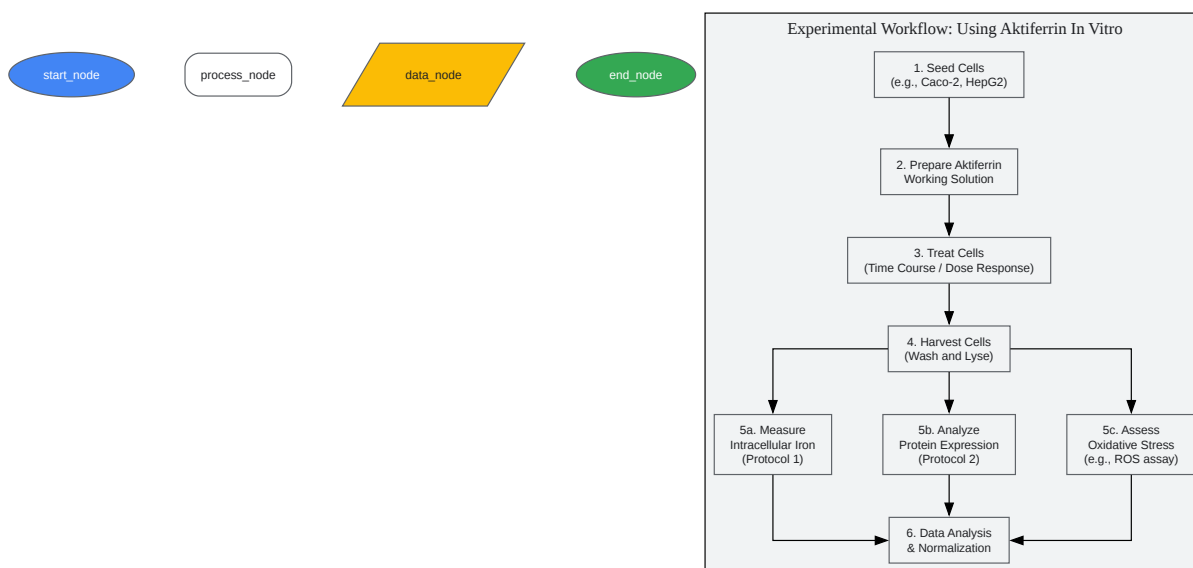 start_node
process_node
data_node
end_node
Experimental Workflow: Using Aktiferrin In Vitro
1. Seed Cells
(e.g., Caco-2, HepG2)
2. Prepare Aktiferrin
Working Solution
3. Treat Cells
(Time Course / Dose Response)
4. Harvest Cells
(Wash and Lyse)
5a. Measure
Intracellular Iron
(Protocol 1)
5b. Analyze
Protein Expression
(Protocol 2)
5c. Assess
Oxidative Stress
(e.g., ROS assay)
6. Data Analysis
& Normalization